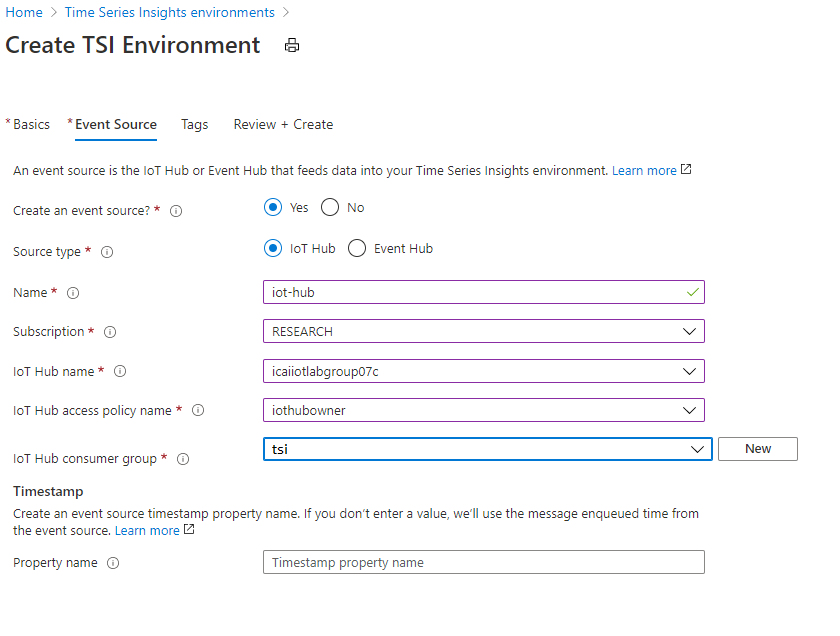 Home > Time Series Insights environments >
Create TSI Environment
* Basics * Event Source Tags Review + Create
An event source is the IoT Hub or Event Hub that feeds data into your Time Series Insights environment. Learn more
Create an event source? * Yes No
Source type * IoT Hub Event Hub
Name * iot-hub
Subscription * RESEARCH
IoT Hub name * icaiiotlabgroup07c
IoT Hub access policy name * iothubowner
IoT Hub consumer group * tsi New
Timestamp
Create an event source timestamp property name. If you don't enter a value, we'll use the message enqueued time from
the event source. Learn more
Property name Timestamp property name